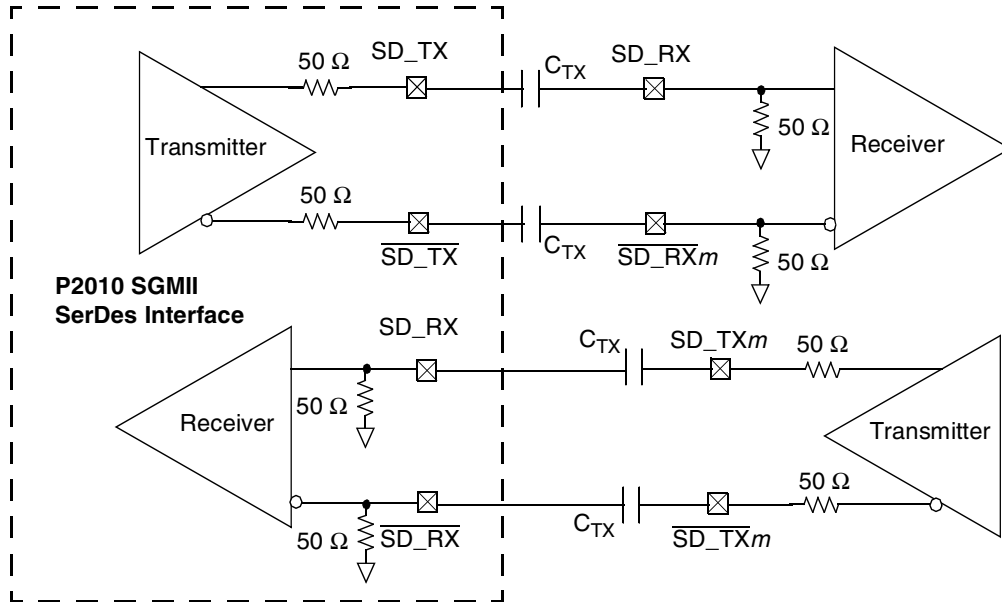 50 Ω
SD_TX
C_TX
SD_RX
50 Ω
Transmitter
Receiver
50 Ω
SD_TX
C_TX
SD_RXm
50 Ω
P2010 SGMII
SerDes Interface
SD_RX
C_TX
SD_TXm
50 Ω
50 Ω
Receiver
Transmitter
50 Ω
50 Ω
SD_RX
C_TX
SD_TXm